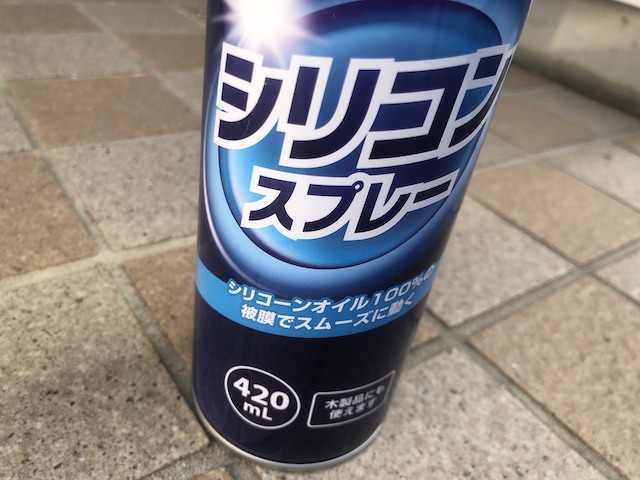 シリコン
スプレー
シリコーンオイル100%の
被膜でスムーズに動く
420
mL
木製品にも
使えます